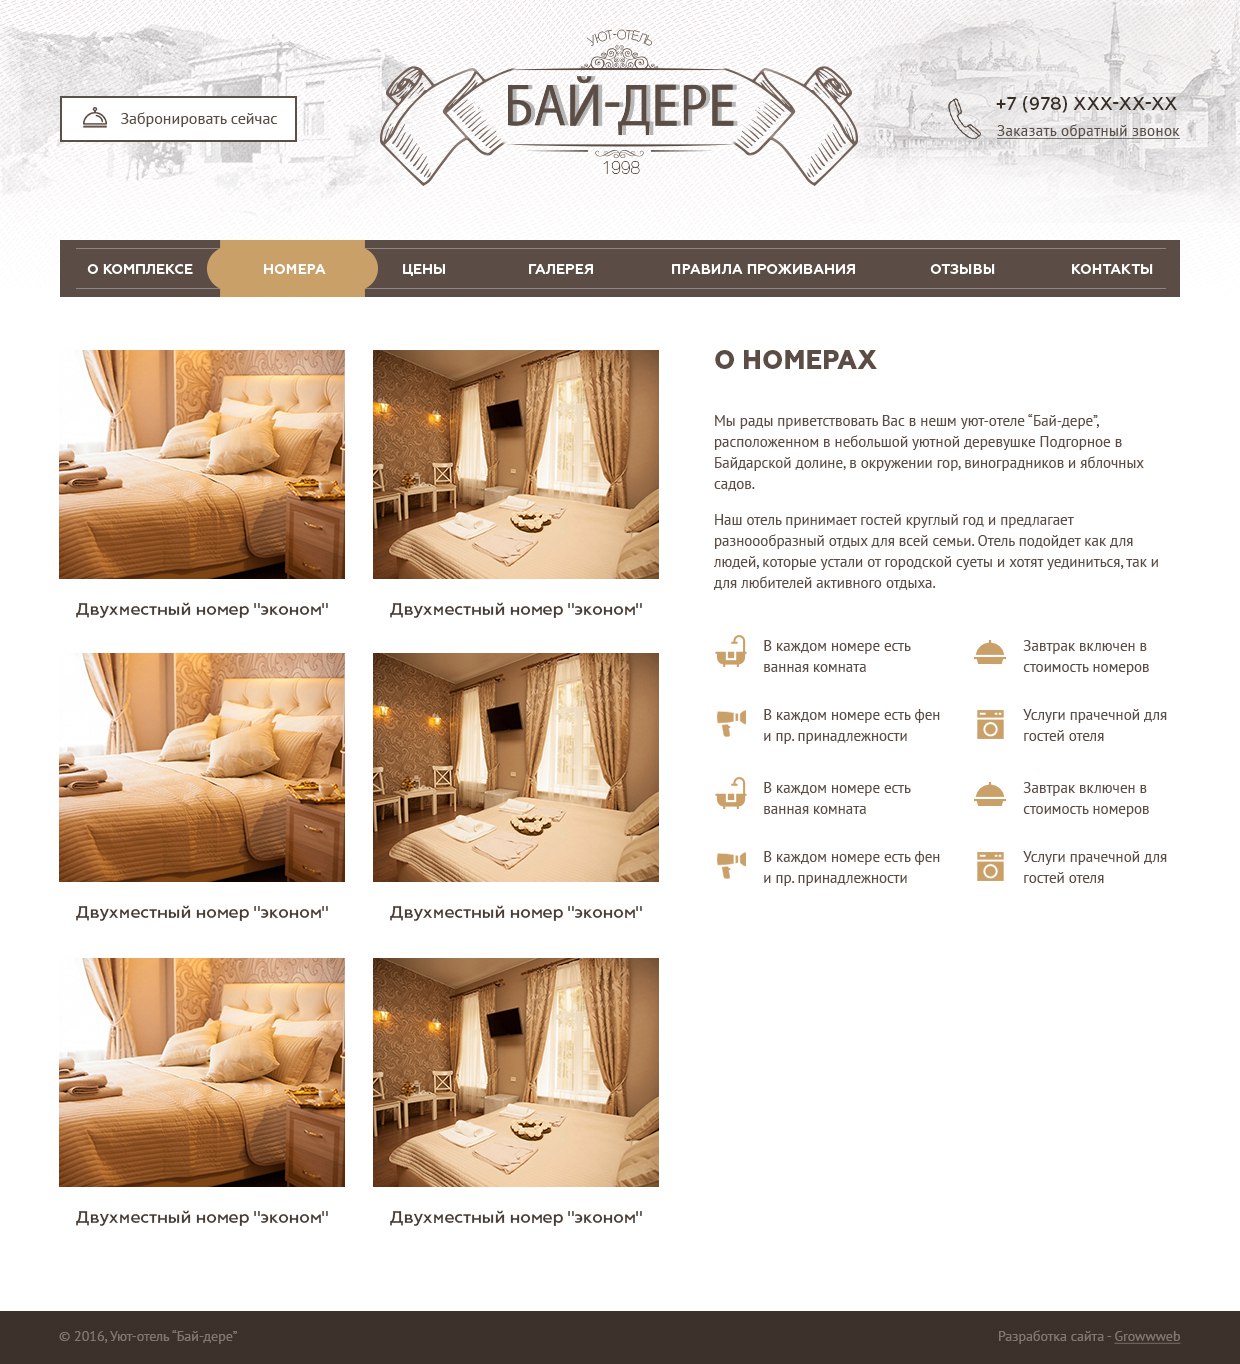 УЮТ-ОТЕЛЬ
БАЙ-ДЕРЕ
1998
Забронировать сейчас
+7 (978) XXX-XX-XX
Заказать обратный звонок
О КОМПЛЕКСЕ
НОМЕРА
ЦЕНЫ
ГАЛЕРЕЯ
ПРАВИЛА ПРОЖИВАНИЯ
ОТЗЫВЫ
КОНТАКТЫ
Двухместный номер "эконом"
Двухместный номер "эконом"
Двухместный номер "эконом"
Двухместный номер "эконом"
Двухместный номер "эконом"
Двухместный номер "эконом"
О НОМЕРАХ
Мы рады приветствовать Вас в нешм уют-отеле “Бай-дере”,
расположенном в небольшой уютной деревушке Подгорное в
Байдарской долине, в окружении гор, виноградников и яблочных
садов.
Наш отель принимает гостей круглый год и предлагает
разноообразный отдых для всей семьи. Отель подойдет как для
людей, которые устали от городской суеты и хотят уединиться, так и
для любителей активного отдыха.
В каждом номере есть
ванная комната
Завтрак включен в
стоимость номеров
В каждом номере есть фен
и пр. принадлежности
Услуги прачечной для
гостей отеля
В каждом номере есть
ванная комната
Завтрак включен в
стоимость номеров
В каждом номере есть фен
и пр. принадлежности
Услуги прачечной для
гостей отеля
© 2016, Уют-отель “Бай-дере”
Разработка сайта - Growwweb